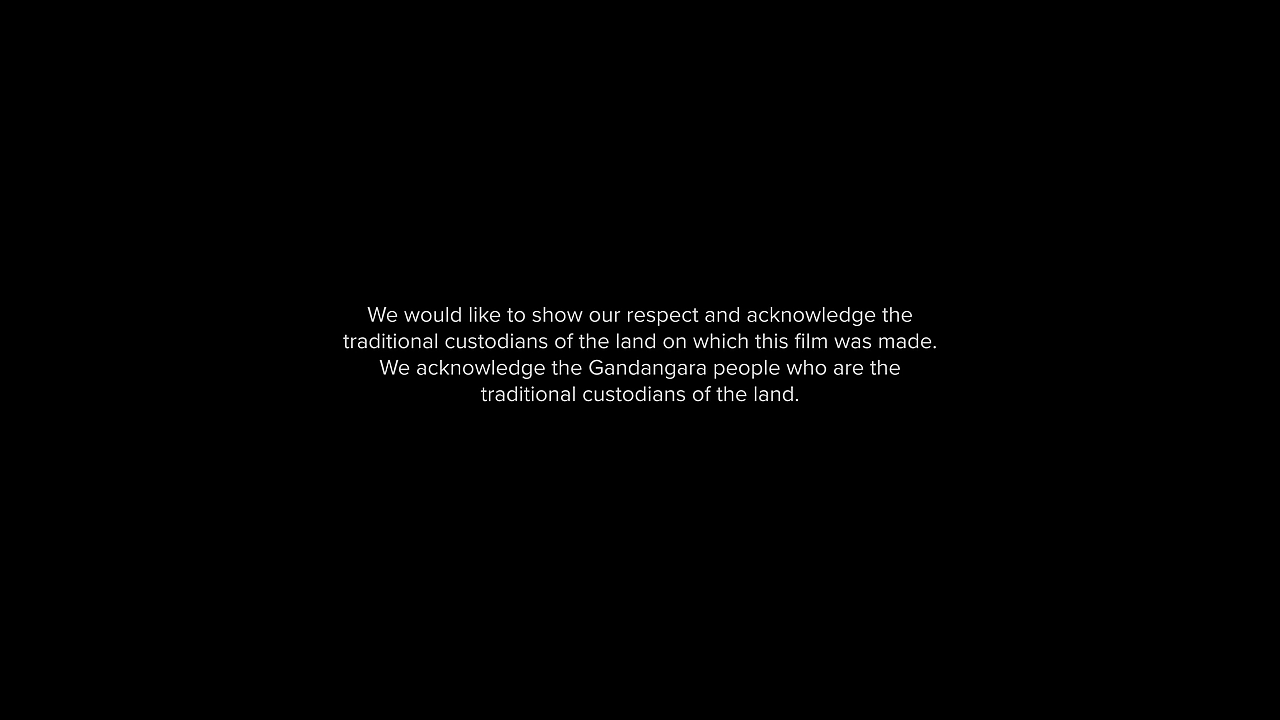 We would like to show our respect and acknowledge the
traditional custodians of the land on which this film was made.
We acknowledge the Gandangara people who are the
traditional custodians of the land.